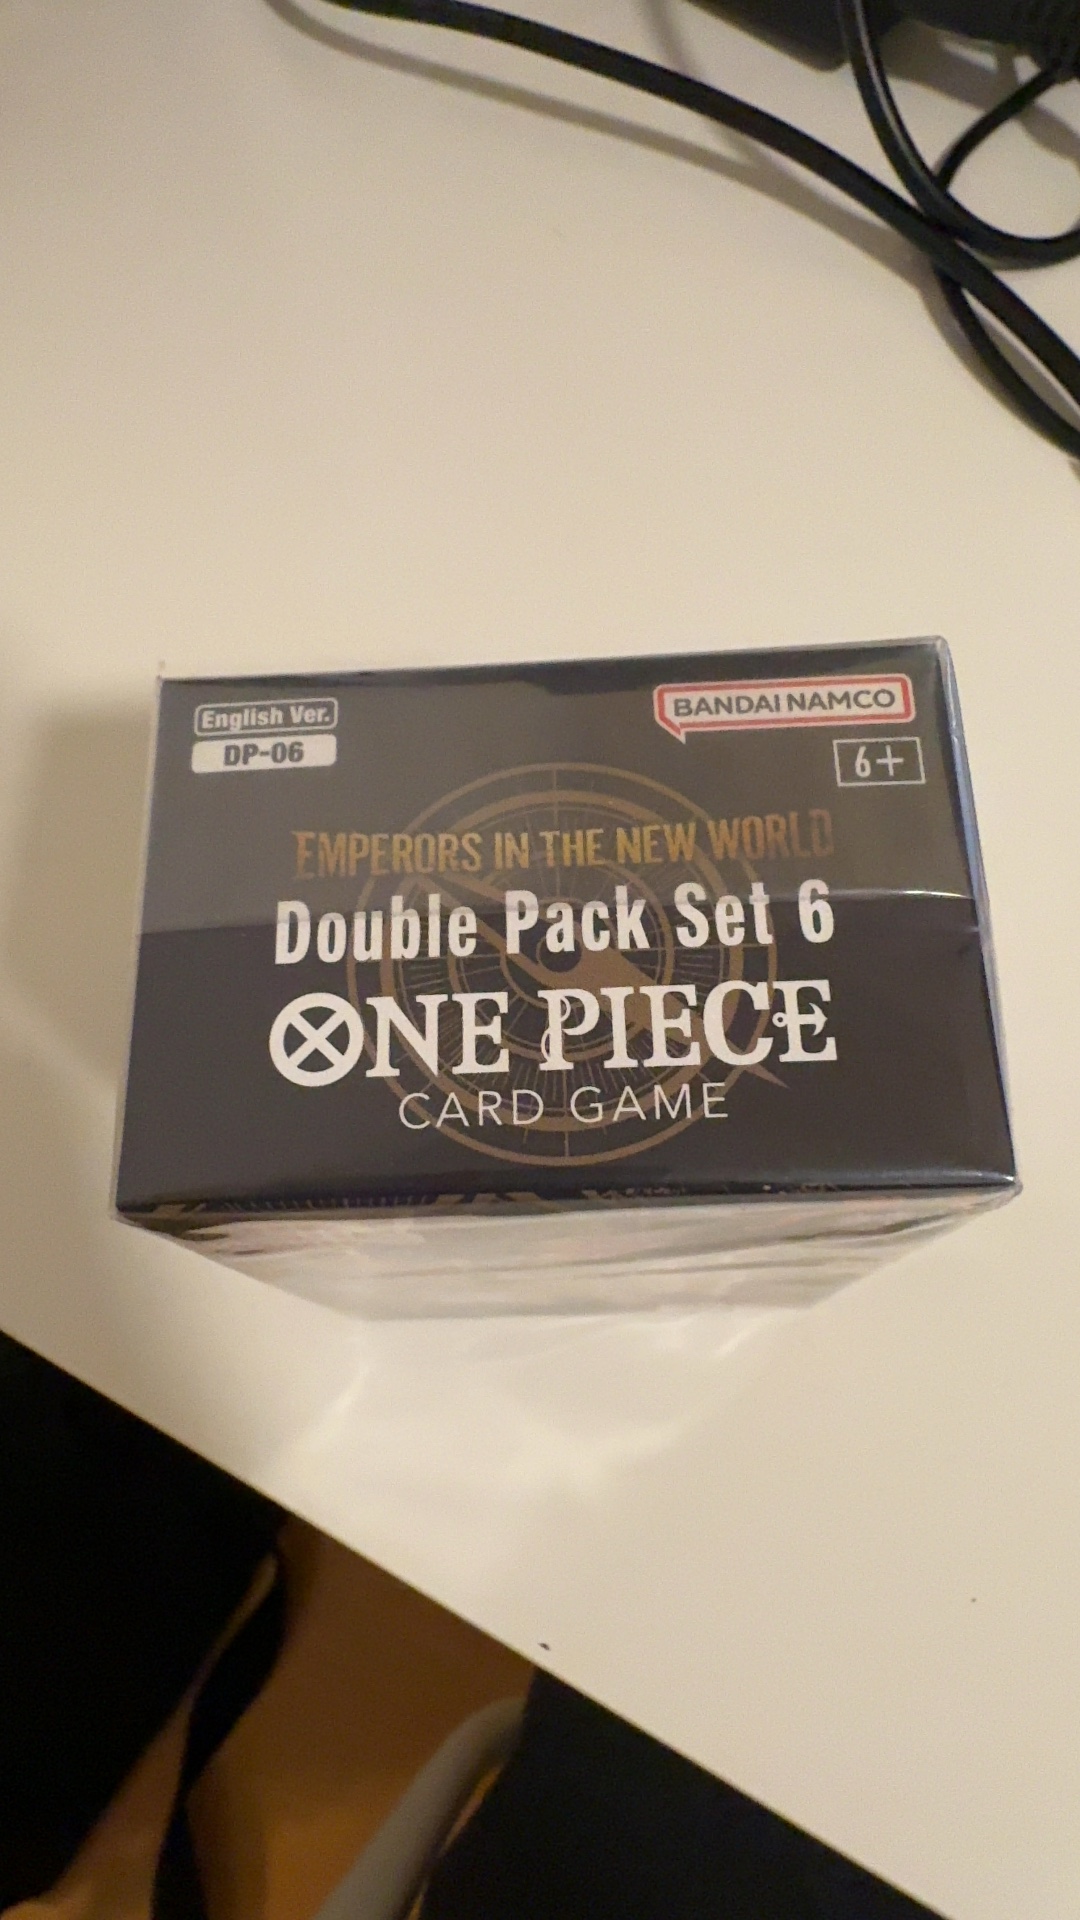 English Ver.
BANDAI NAMCO
DP-06
6+
EMPERORS IN THE NEW WORLD
Double Pack Set 6
ONE PIECE
CARD GAME